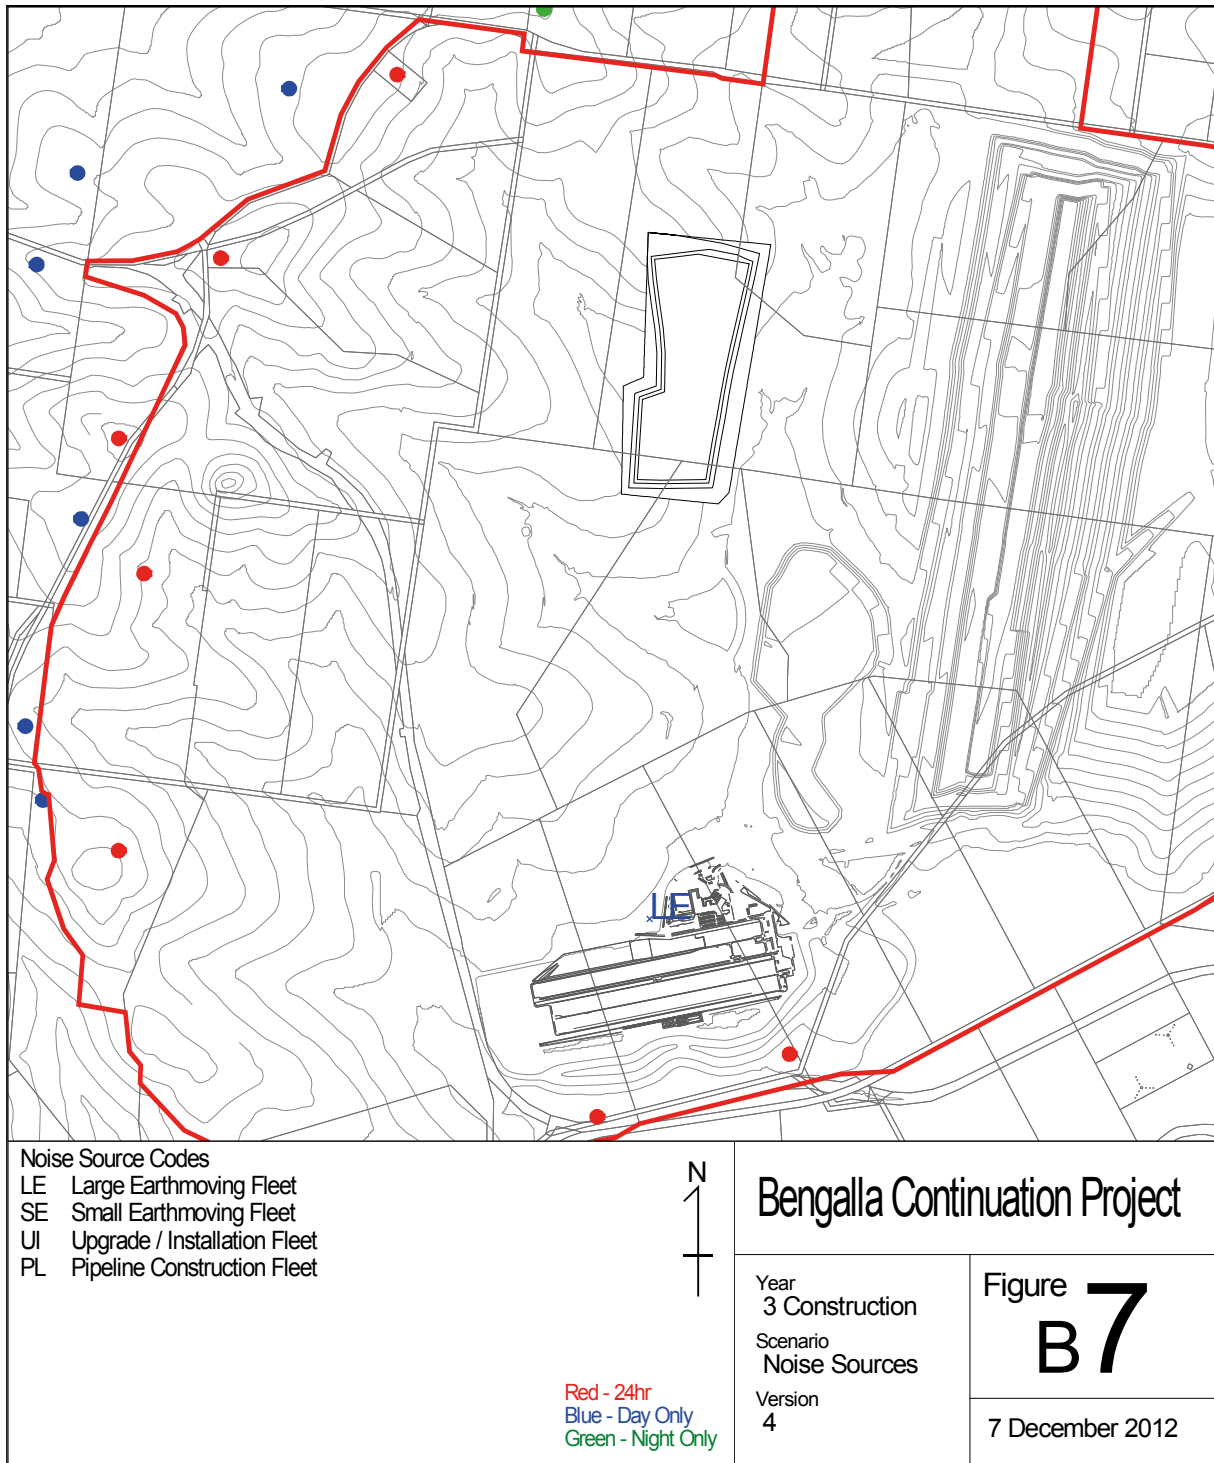 LE
Noise Source Codes
LE Large Earthmoving Fleet
SE Small Earthmoving Fleet
UI Upgrade / Installation Fleet
PL Pipeline Construction Fleet
N
Red - 24hr
Blue - Day Only
Green - Night Only
Bengalla Continuation Project
Year
3 Construction
Scenario
Noise Sources
Version
4
Figure
B7
7 December 2012